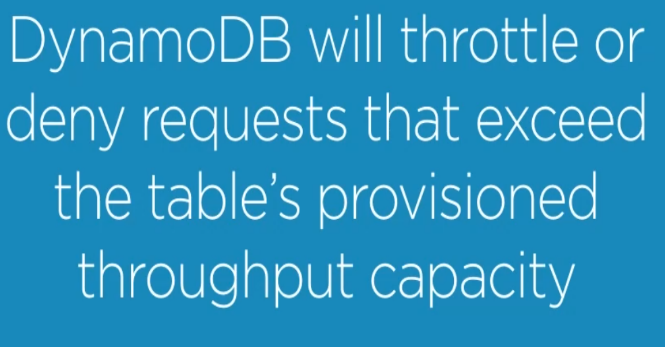 DynamoDB will throttle or
deny requests that exceed
the table’s provisioned
throughput capacity